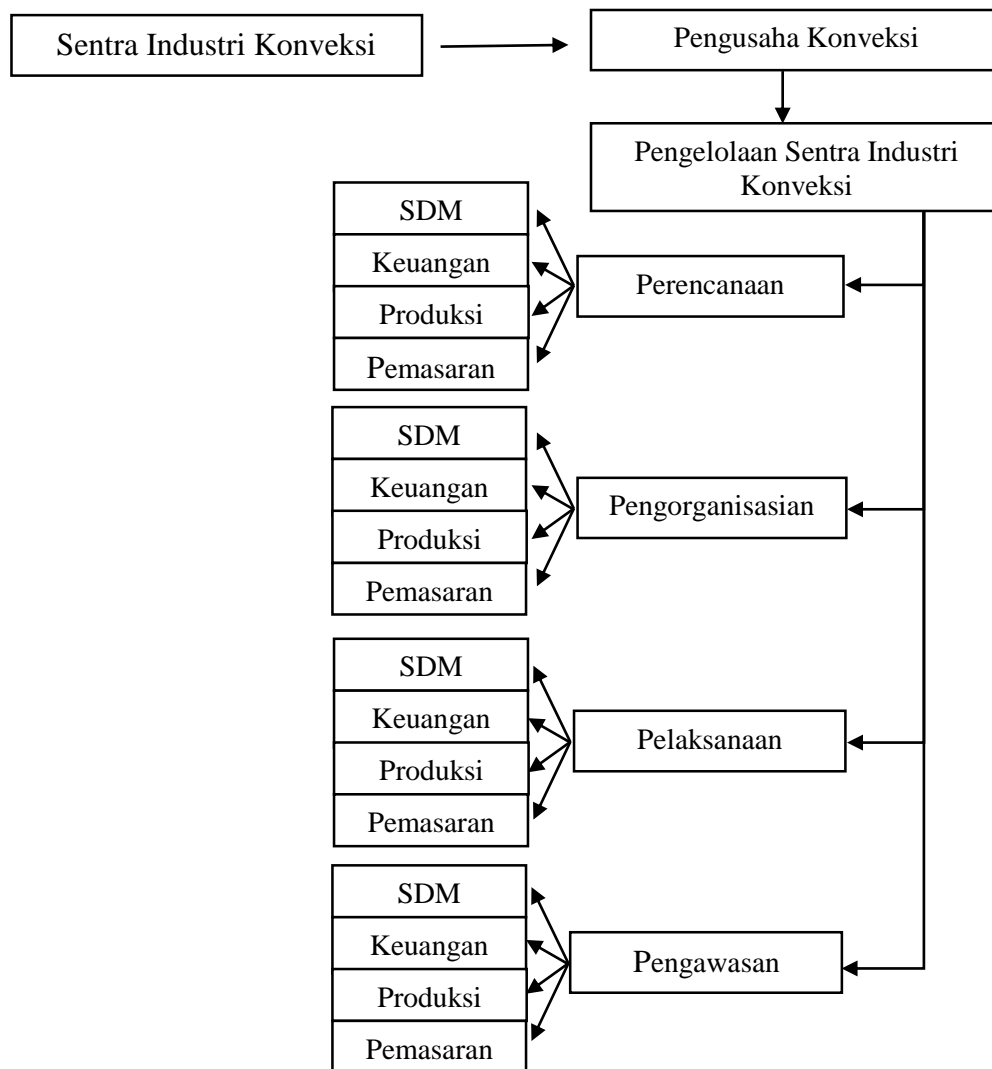 Sentra Industri Konveksi
Pengusaha Konveksi
Pengelolaan Sentra Industri
Konveksi
SDM
Keuangan
Produksi
Pemasaran
Perencanaan
SDM
Keuangan
Produksi
Pemasaran
Pengorganisasian
SDM
Keuangan
Produksi
Pemasaran
Pelaksanaan
SDM
Keuangan
Produksi
Pemasaran
Pengawasan